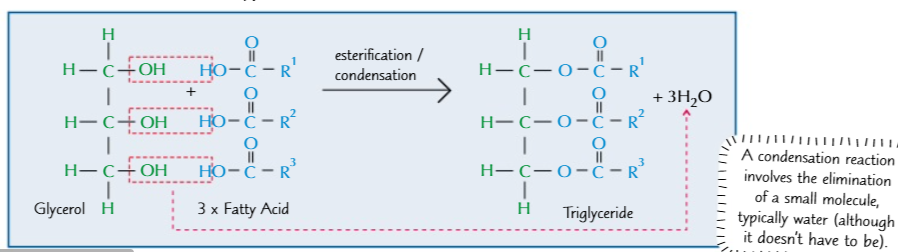 H O O
H — C — OH HO — C — R¹ esterification / H — C — O — C — R¹
+ condensation
O O + 3H₂O
H — C — OH HO — C — R² H — C — O — C — R²
O O
H — C — OH HO — C — R³ H — C — O — C — R³
Glycerol H 3 x Fatty Acid Triglyceride H
H
A condensation reaction
involves the elimination
of a small molecule,
typically water (although
it doesn't have to be).